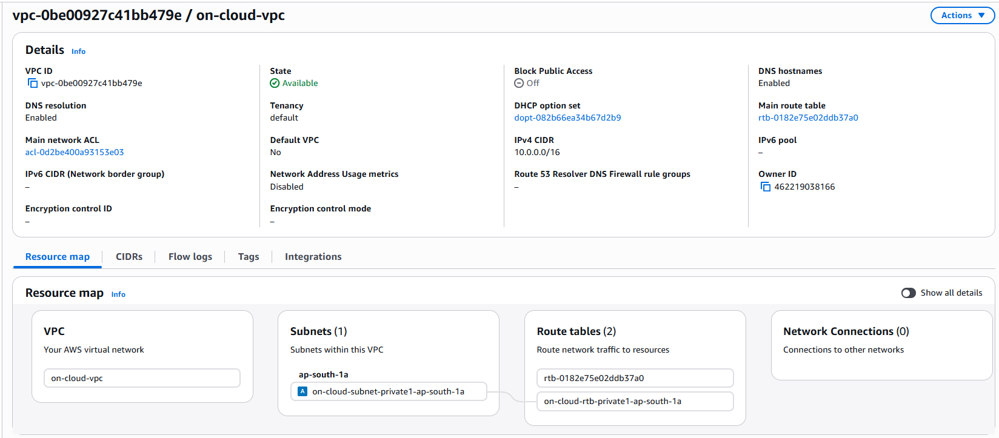 vpc-0be00927c41bb479e / on-cloud-vpc
Actions
Details Info
VPC ID
vpc-0be00927c41bb479e
State
Available
Block Public Access
Off
DNS hostnames
Enabled
DNS resolution
Enabled
Tenancy
default
DHCP option set
dopt-082b66ea34b67d2b9
Main route table
rtb-0182e75e02ddb37a0
Main network ACL
acl-0d2be400a93153e03
Default VPC
No
IPv4 CIDR
10.0.0.0/16
IPv6 pool
–
IPv6 CIDR (Network border group)
–
Network Address Usage metrics
Disabled
Route 53 Resolver DNS Firewall rule groups
–
Owner ID
462219038166
Encryption control ID
–
Encryption control mode
–
Resource map CIDRs Flow logs Tags Integrations
Resource map Info
Show all details
VPC
Your AWS virtual network
on-cloud-vpc
Subnets (1)
Subnets within this VPC
ap-south-1a
A on-cloud-subnet-private1-ap-south-1a
Route tables (2)
Route network traffic to resources
rtb-0182e75e02ddb37a0
on-cloud-rtb-private1-ap-south-1a
Network Connections (0)
Connections to other networks